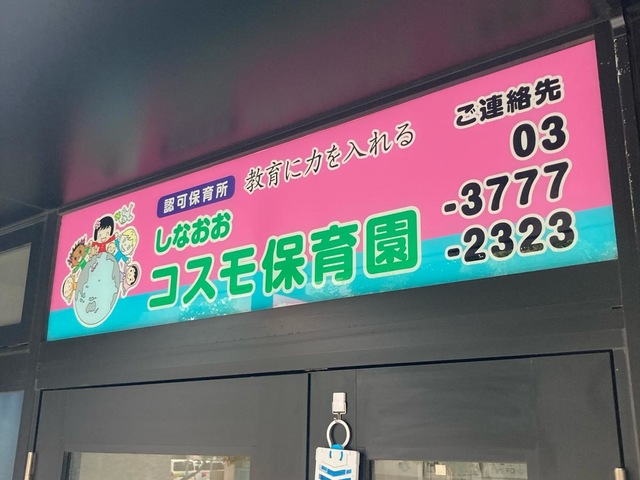 認可保育所
教育に力を入れる
しなおお
コスモ保育園
ご連絡先
03
-3777
-2323